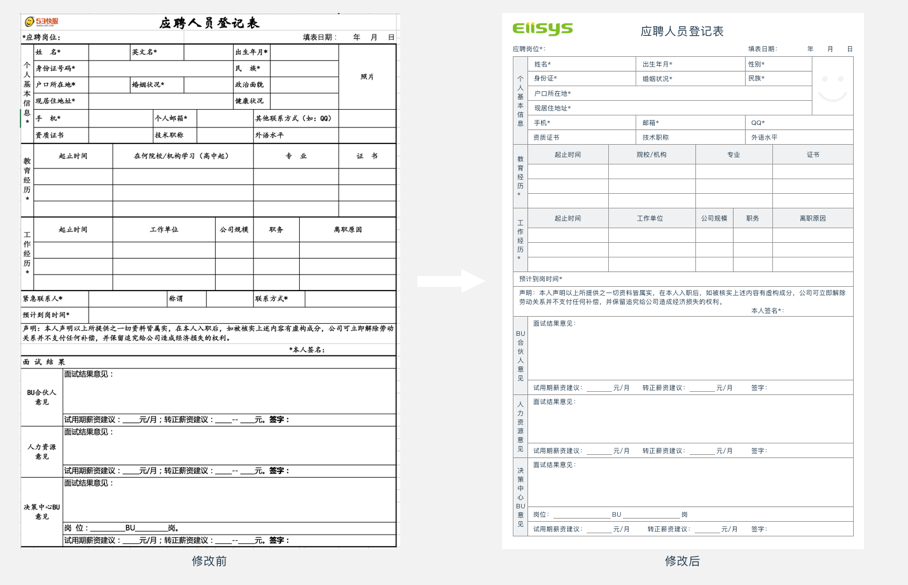 53快服
应聘人员登记表
*应聘岗位: 填表日期: 年 月 日
个人基本信息*
姓 名* 英文名* 出生年月*
身份证号码* 民 族*
照片
户口所在地* 婚姻状况* 政治面貌
现居住地址* 健康状况
手 机* 个人邮箱* 其他联系方式(如:QQ)
资质证书 技术职称 外语水平
教育经历*
起止时间 在何院校/机构学习(高中起) 专 业 证 书
工作经历*
起止时间 工作单位 公司规模 职务 离职原因
紧急联系人* 称谓 联系方式*
预计到岗时间*
声明:本人声明以上所提供之一切资料皆属实,在本人入职后,如被核实上述内容有虚构成分,公司可立即解除劳动
关系并不支付任何补偿,并保留追究给公司造成经济损失的权利。
*本人签名:
面 试 结 果
BU合伙人
意见
面试结果意见:
试用期薪资建议:____元/月;转正薪资建议:____--____元。签字:
人力资源
意见
面试结果意见:
试用期薪资建议:____元/月;转正薪资建议:____--____元。签字:
决策中心BU
意见
面试结果意见:
岗 位:________BU________岗。
试用期薪资建议:____元/月;转正薪资建议:____--____元。签字:
修改前
Eiisys
应聘人员登记表
应聘岗位*: 填表日期: 年 月 日
个人基本信息
姓名* 出生年月* 性别*
身份证* 婚姻状况* 民族*
户口所在地*
现居住地址*
手机* 邮箱* QQ*
资质证书 技术职称 外语水平
教育经历*
起止时间 院校/机构 专业 证书
工作经历*
起止时间 工作单位 公司规模 职务 离职原因
预计到岗时间*
声明:本人声明以上所提供之一切资料皆属实,在本人入职后,如被核实上述内容有虚构成分,公司可立即解除
劳动关系并不支付任何补偿,并保留追究给公司造成经济损失的权利。
本人签名*:
BU合伙人意见
面试结果意见:
试用期薪资建议:______元/月 转正薪资建议:______元/月 签字:
人力资源意见
面试结果意见:
试用期薪资建议:______元/月 转正薪资建议:______元/月 签字:
决策中心BU意见
面试结果意见:
岗位:____________BU____________岗
试用期薪资建议:______元/月 转正薪资建议:______元/月 签字:
修改后